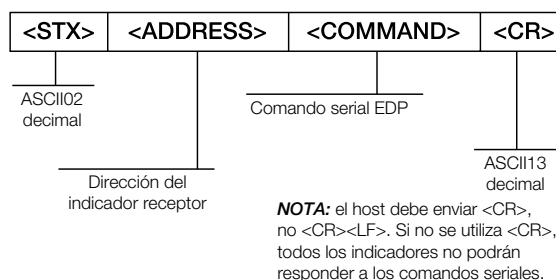 <STX> <ADDRESS> <COMMAND> <CR>
ASCII02
decimal
Dirección del
indicador receptor
Comando serial EDP
ASCII13
decimal
NOTA: el host debe enviar <CR>,
no <CR><LF>. Si no se utiliza <CR>,
todos los indicadores no podrán
responder a los comandos seriales.